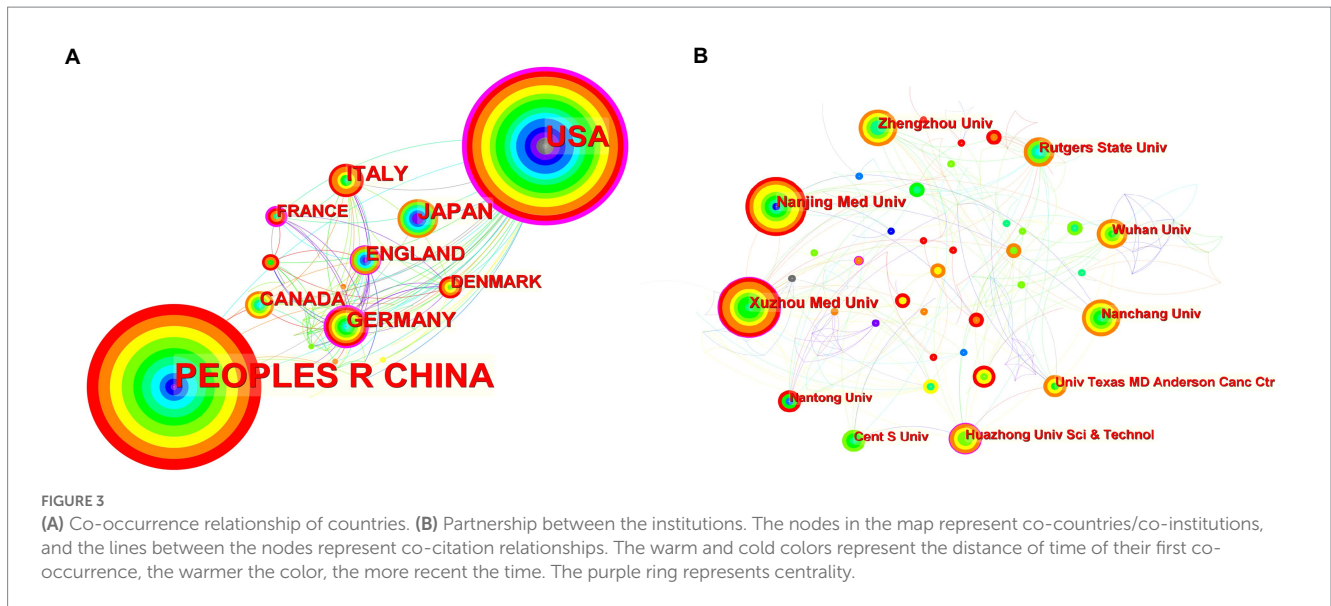 A
B
USA
ITALY
FRANCE
JAPAN
ENGLAND
DENMARK
CANADA
GERMANY
PEOPLES R CHINA
Zhengzhou Univ
Rutgers State Univ
Nanjing Med Univ
Wuhan Univ
Xuzhou Med Univ
Nanchang Univ
Univ Texas MD Anderson Canc Ctr
Nantong Univ
Cent S Univ
Huazhong Univ Sci & Technol
FIGURE 3
(A) Co-occurrence relationship of countries. (B) Partnership between the institutions. The nodes in the map represent co-countries/co-institutions,
and the lines between the nodes represent co-citation relationships. The warm and cold colors represent the distance of time of their first co-
occurrence, the warmer the color, the more recent the time. The purple ring represents centrality.